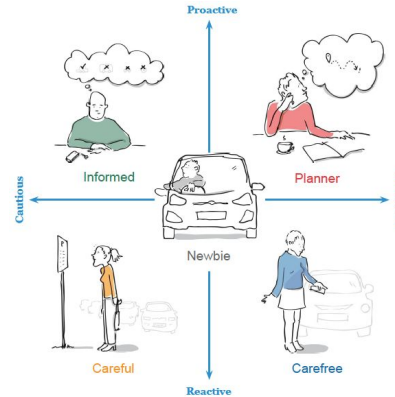 Proactive
Informed
Planner
Cautious
Newbie
Careful
Carefree
Reactive